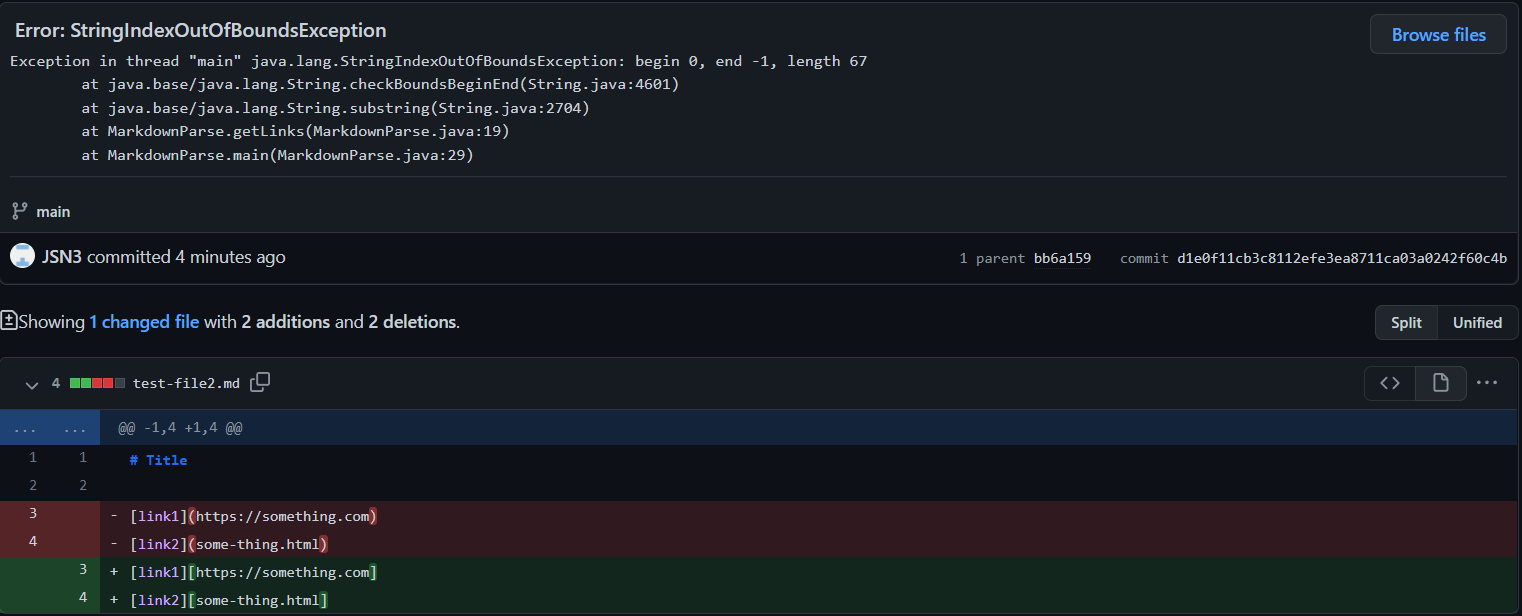 Error: StringIndexOutOfBoundsException
Browse files
Exception in thread "main" java.lang.StringIndexOutOfBoundsException: begin 0, end -1, length 67
at java.base/java.lang.String.checkBoundsBeginEnd(String.java:4601)
at java.base/java.lang.String.substring(String.java:2704)
at MarkdownParse.getLinks(MarkdownParse.java:19)
at MarkdownParse.main(MarkdownParse.java:29)
main
JSN3 committed 4 minutes ago 1 parent bb6a159 commit d1e0f11cb3c8112efe3ea8711ca03a0242f60c4b
Showing 1 changed file with 2 additions and 2 deletions. Split Unified
4 test-file2.md
... ... @@ -1,4 +1,4 @@
1 1 # Title
2 2
3 - [link1](https://something.com)
4 - [link2](some-thing.html)
3 + [link1][https://something.com]
4 + [link2][some-thing.html]